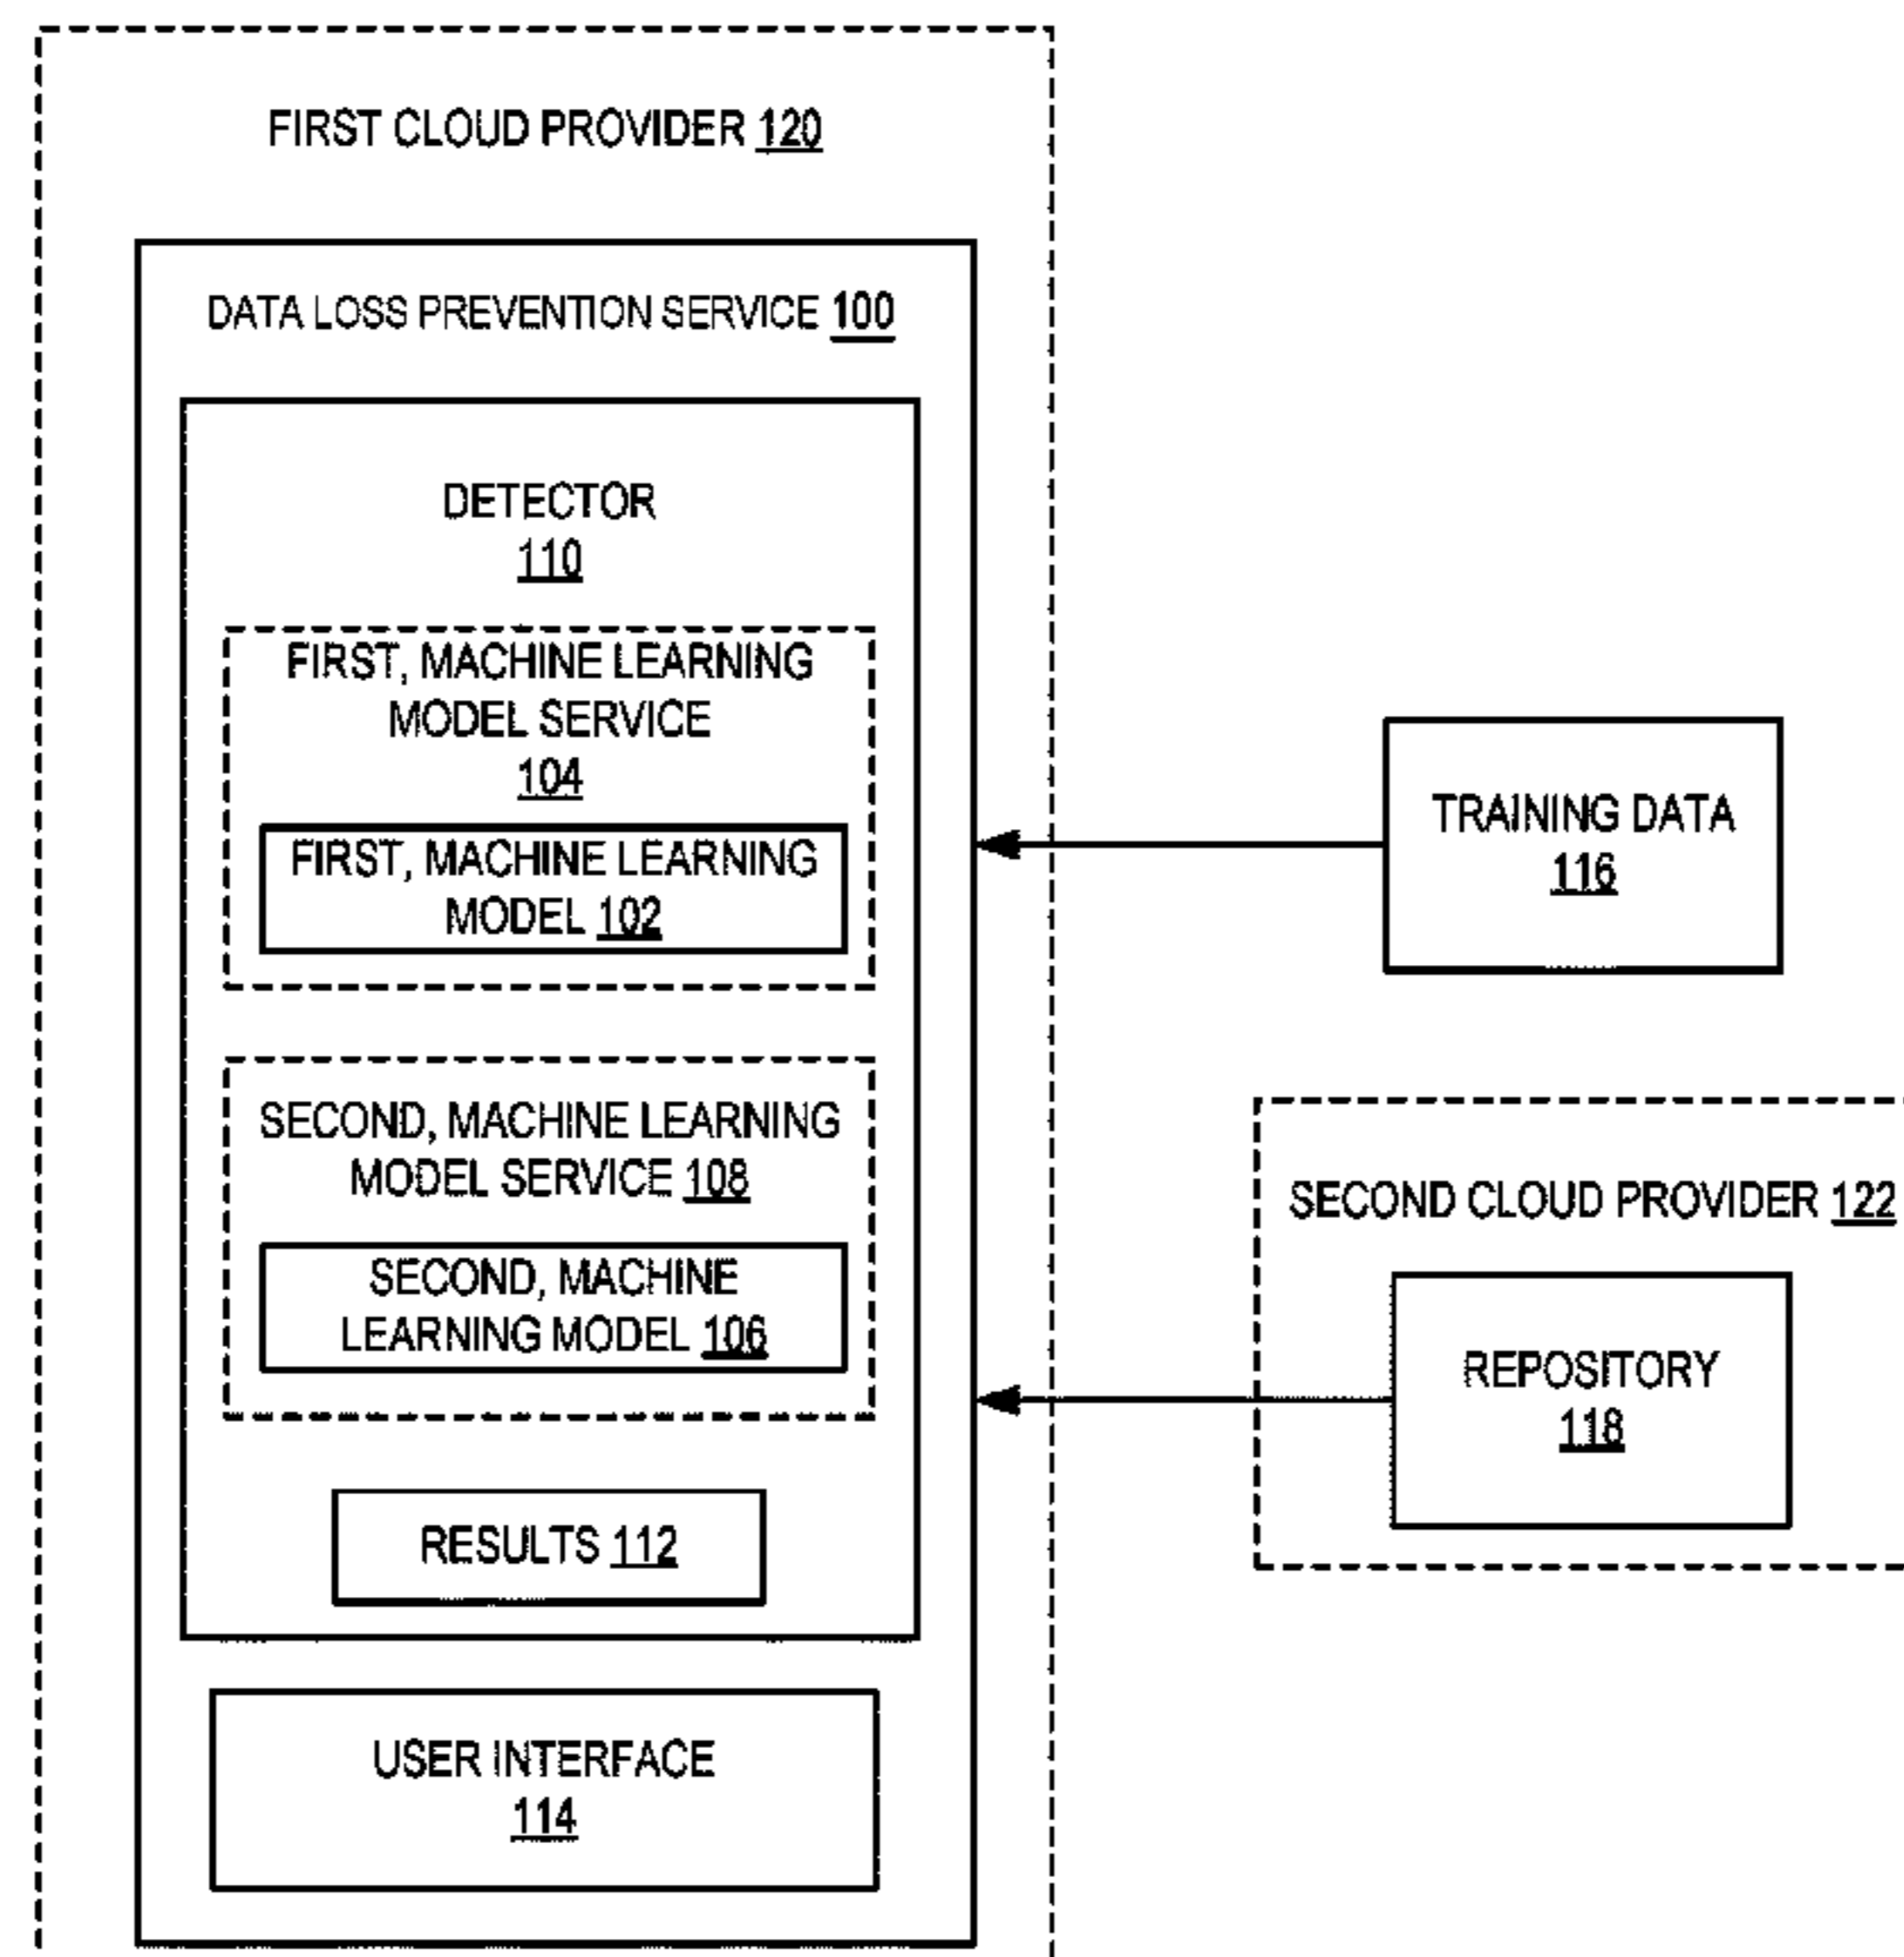 FIRST CLOUD PROVIDER 120
DATA LOSS PREVENTION SERVICE 100
DETECTOR
110
FIRST, MACHINE LEARNING
MODEL SERVICE
104
FIRST, MACHINE LEARNING
MODEL 102
SECOND, MACHINE LEARNING
MODEL SERVICE 108
SECOND, MACHINE
LEARNING MODEL 106
RESULTS 112
USER INTERFACE
114
TRAINING DATA
116
SECOND CLOUD PROVIDER 122
REPOSITORY
118